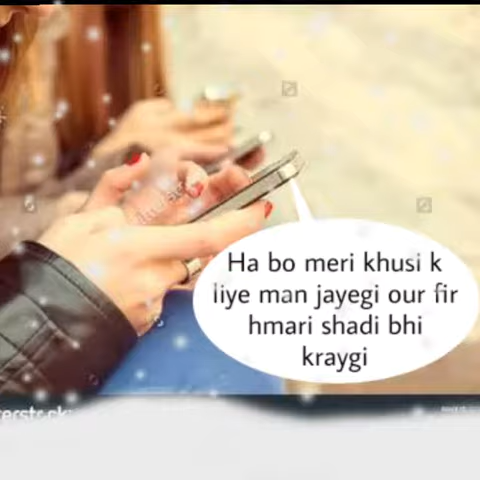 Ha bo meri khusi k
liye man jayegi our fir
hmari shadi bhi
kraygi